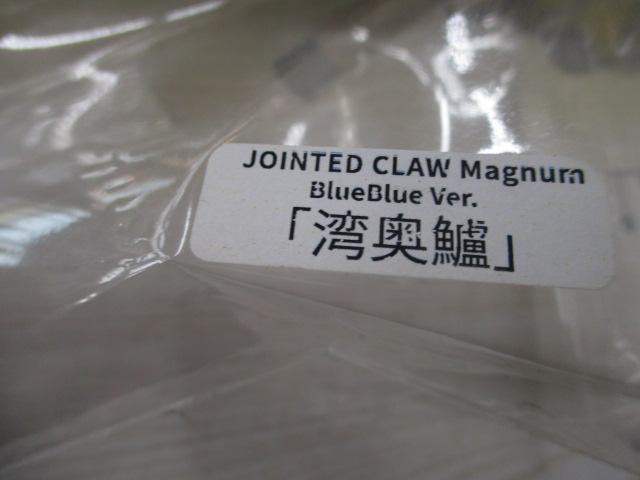 JOINTED CLAW Magnum
BlueBlue Ver.
「湾奥鱸」